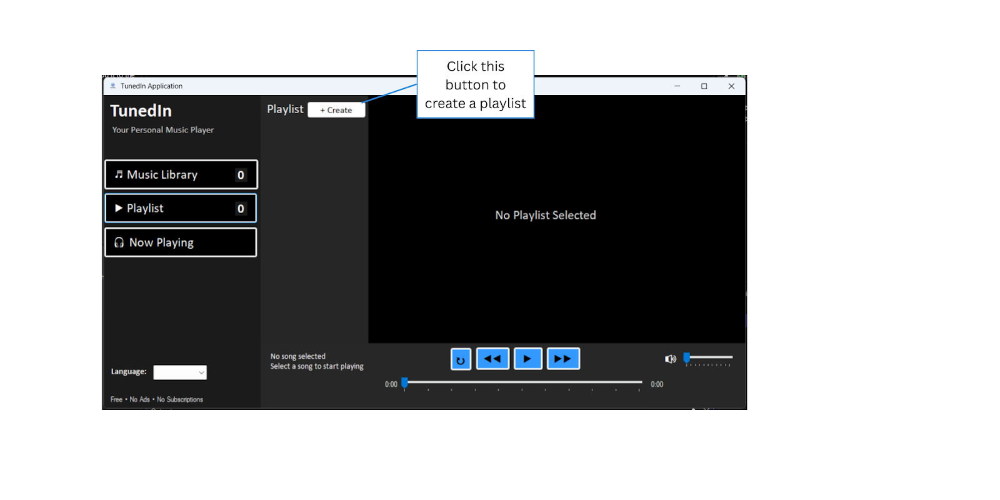 Click this
button to
create a playlist
TunedIn Application
TunedIn
Your Personal Music Player
Playlist + Create
♬ Music Library 0
▶ Playlist 0
🎧 Now Playing
No Playlist Selected
No song selected
Select a song to start playing
0:00 0:00
Language:
Free • No Ads • No Subscriptions